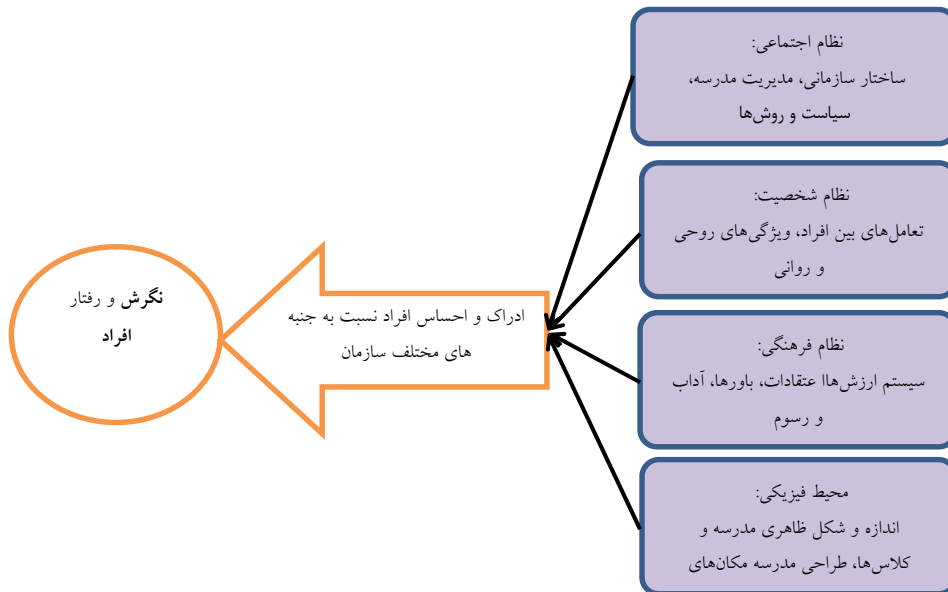 نظام اجتماعی:
ساختار سازمانی، مدیریت مدرسه،
سیاست و روش‌ها
نظام شخصیت:
تعامل‌های بین افراد، ویژگی‌های روحی
و روانی
نظام فرهنگی:
سیستم ارزش‌هاا عتقادات، باورها، آداب
و رسوم
محیط فیزیکی:
اندازه و شکل ظاهری مدرسه و
کلاس‌ها، طراحی مدرسه مکان‌های
ادراک و احساس افراد نسبت به جنبه
های مختلف سازمان
نگرش و رفتار
افراد